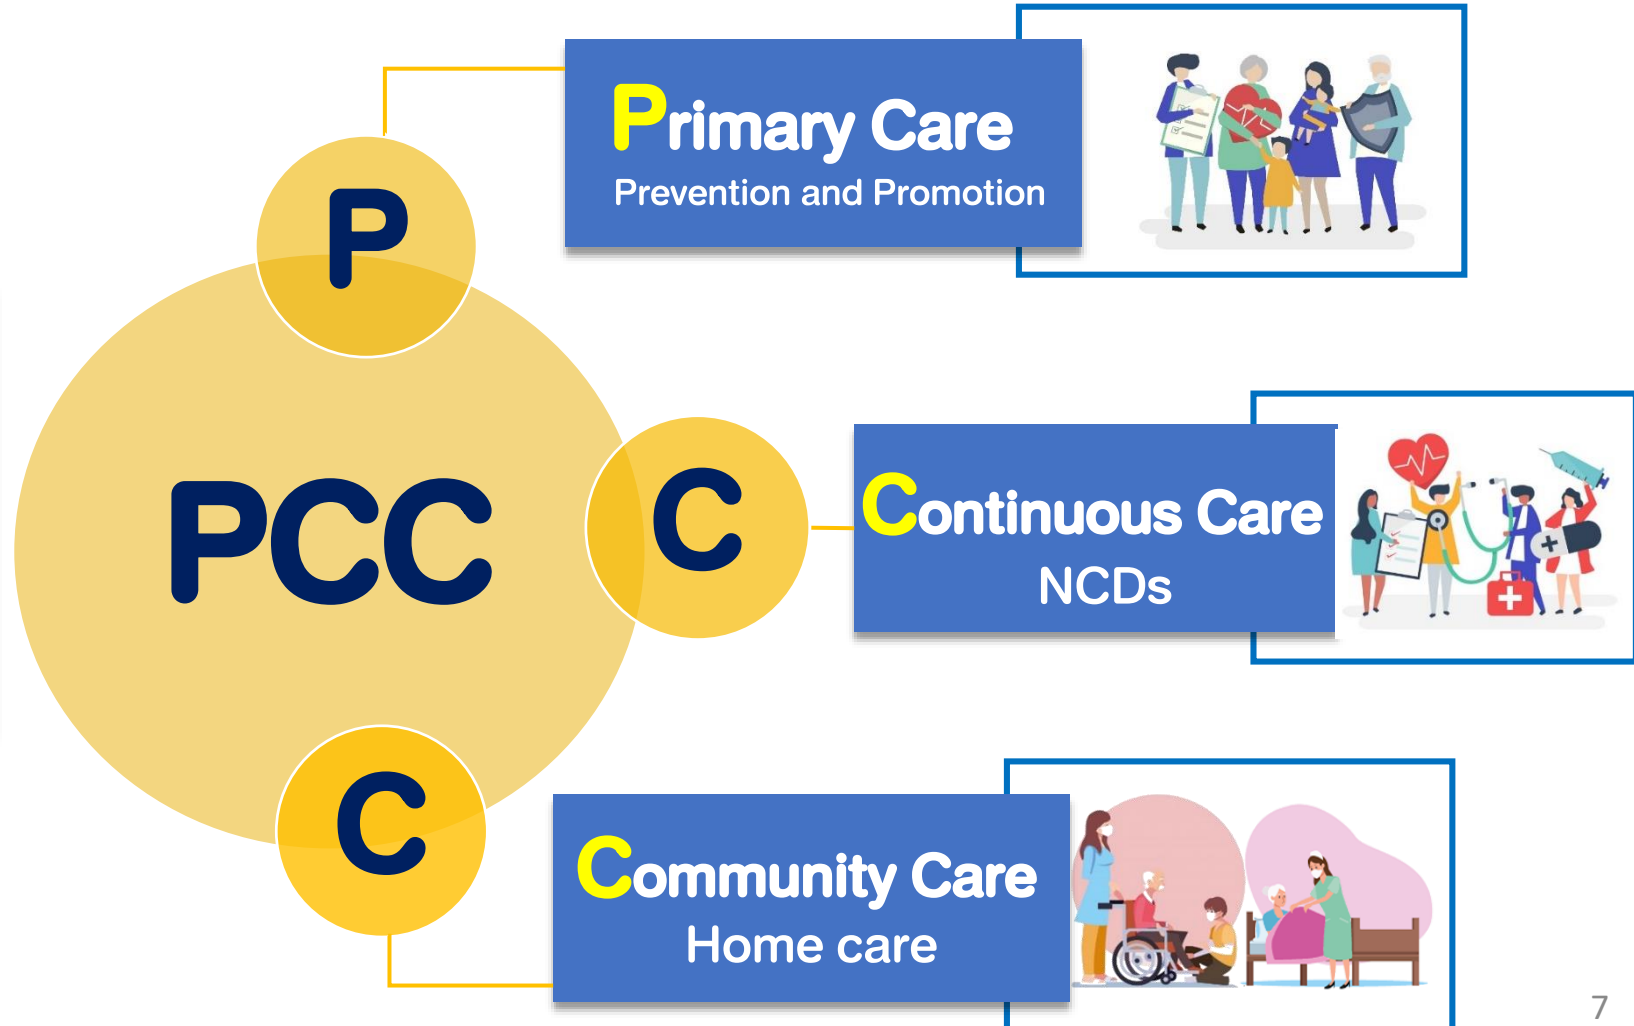 P
Primary Care
Prevention and Promotion
PCC
C
Continuous Care
NCDs
C
Community Care
Home care
7